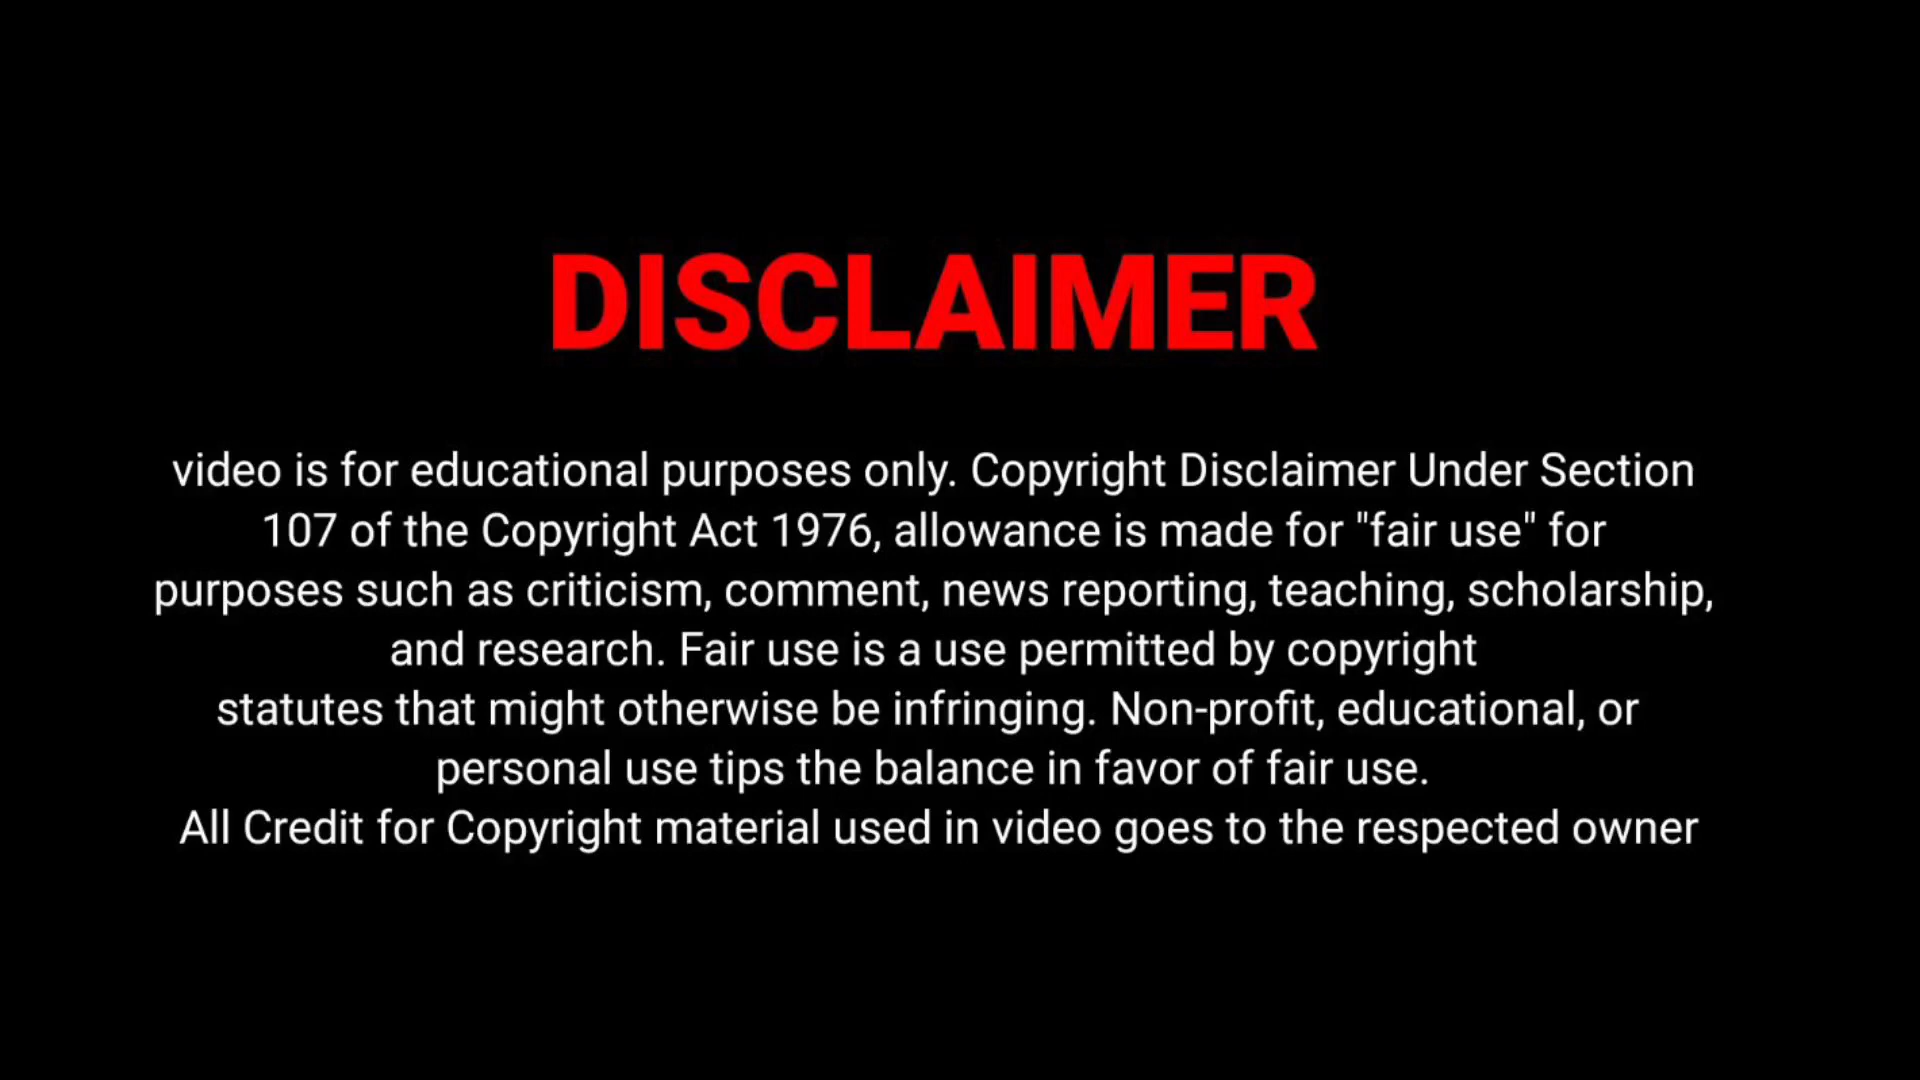 DISCLAIMER
video is for educational purposes only. Copyright Disclaimer Under Section
107 of the Copyright Act 1976, allowance is made for "fair use" for
purposes such as criticism, comment, news reporting, teaching, scholarship,
and research. Fair use is a use permitted by copyright
statutes that might otherwise be infringing. Non-profit, educational, or
personal use tips the balance in favor of fair use.
All Credit for Copyright material used in video goes to the respected owner